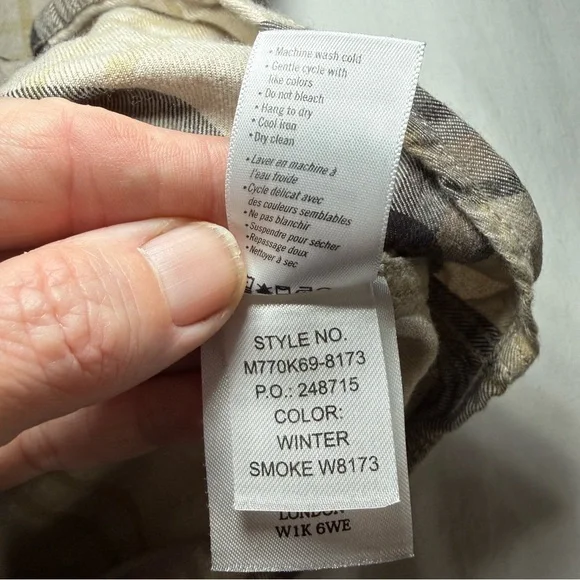 • Machine wash cold
• Gentle cycle with
like colors
• Do not bleach
• Hang to dry
• Cool iron
• Dry clean
• Laver en machine à
l'eau froide
• Cycle délicat avec
des couleurs semblables
• Ne pas blanchir
• Suspendre pour sécher
• Repassage doux
• Nettoyer à sec
STYLE NO.
M770K69-8173
P.O.: 248715
COLOR:
WINTER
SMOKE W8173
LONDON
W1K 6WE